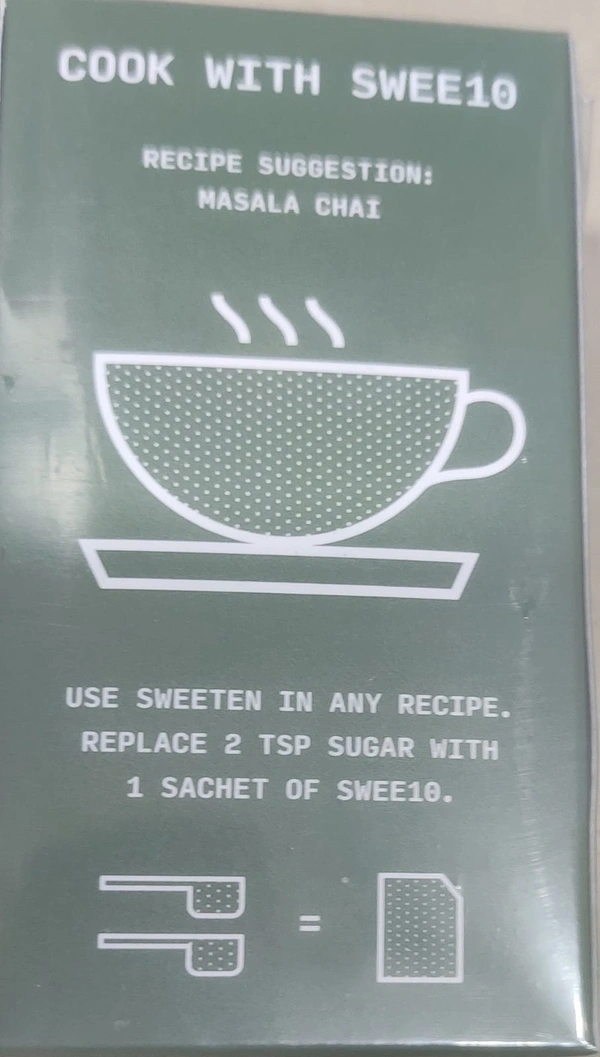 COOK WITH SWEE10
RECIPE SUGGESTION:
MASALA CHAI
USE SWEETEN IN ANY RECIPE.
REPLACE 2 TSP SUGAR WITH
1 SACHET OF SWEE10.
=